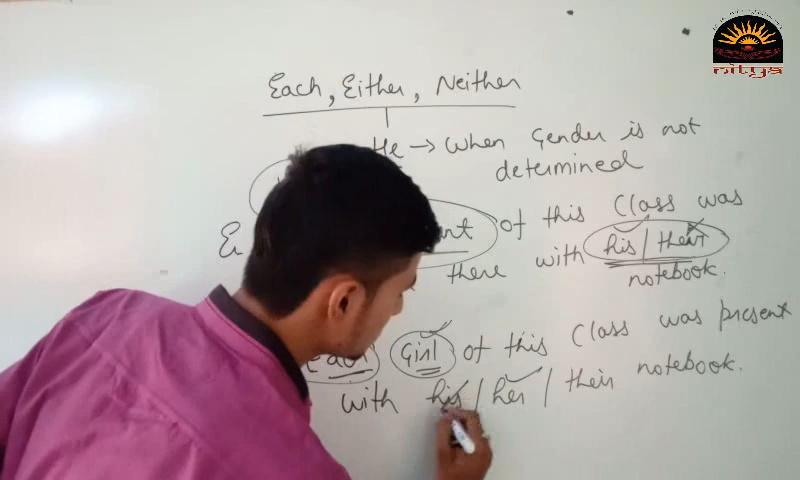 nitya
Each, Either, Neither
He → When Gender is not
determined
of this Class was
there with his / their
notebook.
Each Girl of this Class was present
with his / her / their notebook.